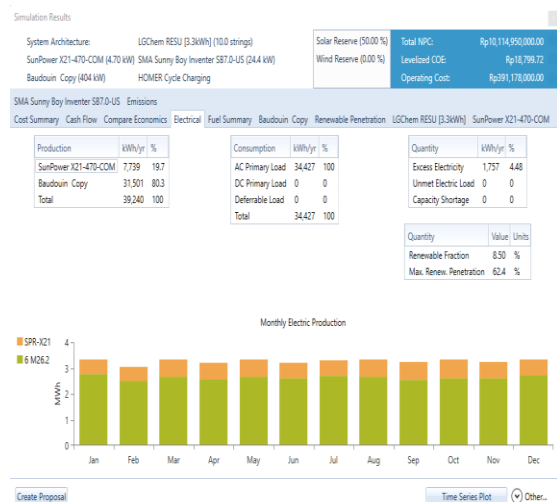 Simulation Results
System Architecture: LGChem RESU [3.3kWh] (10.0 strings)
SunPower X21-470-COM (4.70 kW) SMA Sunny Boy Inventer SB7.0-US (24.4 kW)
Baudouin Copy (404 kW) HOMER Cycle Charging
Solar Reserve (50.00 %)
Wind Reserve (0.00 %)
Total NPC: Rp10,114,950,000.00
Levelized COE: Rp18,799.72
Operating Cost: Rp391,178,000.00
SMA Sunny Boy Inventer SB7.0-US Emissions
Cost Summary Cash Flow Compare Economics Electrical Fuel Summary Baudouin Copy Renewable Penetration LGChem RESU [3.3kWh] SunPower X21-470-COM
Production kWh/yr %
SunPower X21-470-COM 7,739 19.7
Baudouin Copy 31,501 80.3
Total 39,240 100
Consumption kWh/yr %
AC Primary Load 34,427 100
DC Primary Load 0 0
Deferrable Load 0 0
Total 34,427 100
Quantity kWh/yr %
Excess Electricity 1,757 4.48
Unmet Electric Load 0 0
Capacity Shortage 0 0
Quantity Value Units
Renewable Fraction 8.50 %
Max. Renew. Penetration 62.4 %
Monthly Electric Production
SPR-X21
6 M26.2
MWh
4
3
2
1
0
Jan Feb Mar Apr May Jun Jul Aug Sep Oct Nov Dec
Create Proposal Time Series Plot Other...